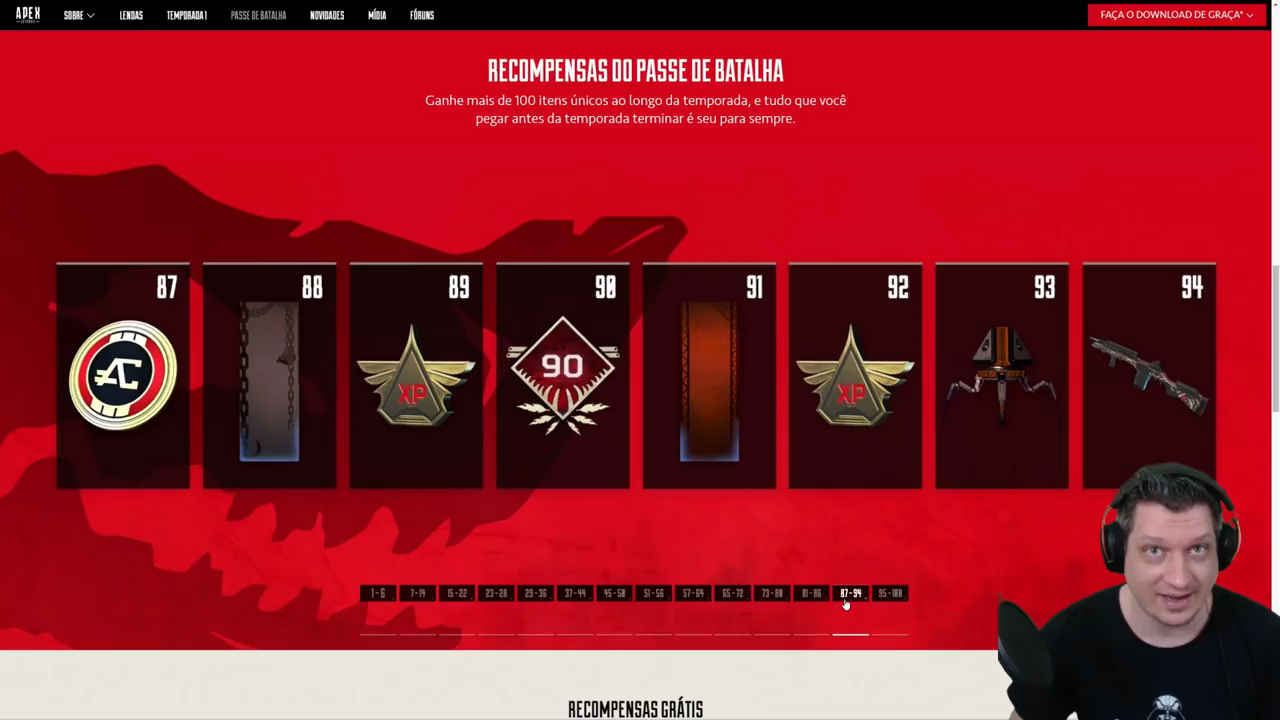 APEX
SOBRE
LENDAS
TEMPORADA 1
PASSE DE BATALHA
NOVIDADES
MÍDIA
FÓRUNS
FAÇA O DOWNLOAD DE GRAÇA*
RECOMPENSAS DO PASSE DE BATALHA
Ganhe mais de 100 itens únicos ao longo da temporada, e tudo que você
pegar antes da temporada terminar é seu para sempre.
87
88
89
90
91
92
93
94
AC
XP
90
XP
1-6
7-14
15-22
23-28
29-36
37-44
45-50
51-56
57-64
65-72
73-80
81-86
87-94
95-100
RECOMPENSAS GRÁTIS